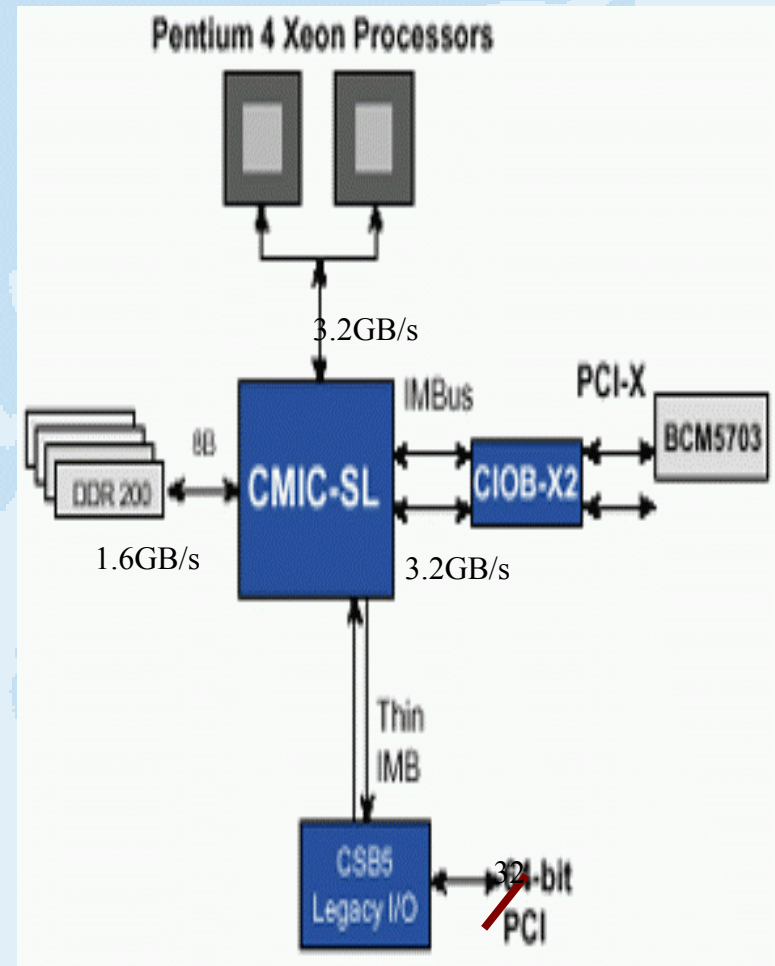 Pentium 4 Xeon Processors
3.2GB/s
IMBus
PCI-X
BCM5703
8B
DDR 200
CMIC-SL
CIOB-X2
1.6GB/s
3.2GB/s
Thin
IMB
CSB5
Legacy I/O
32-bit
PCI